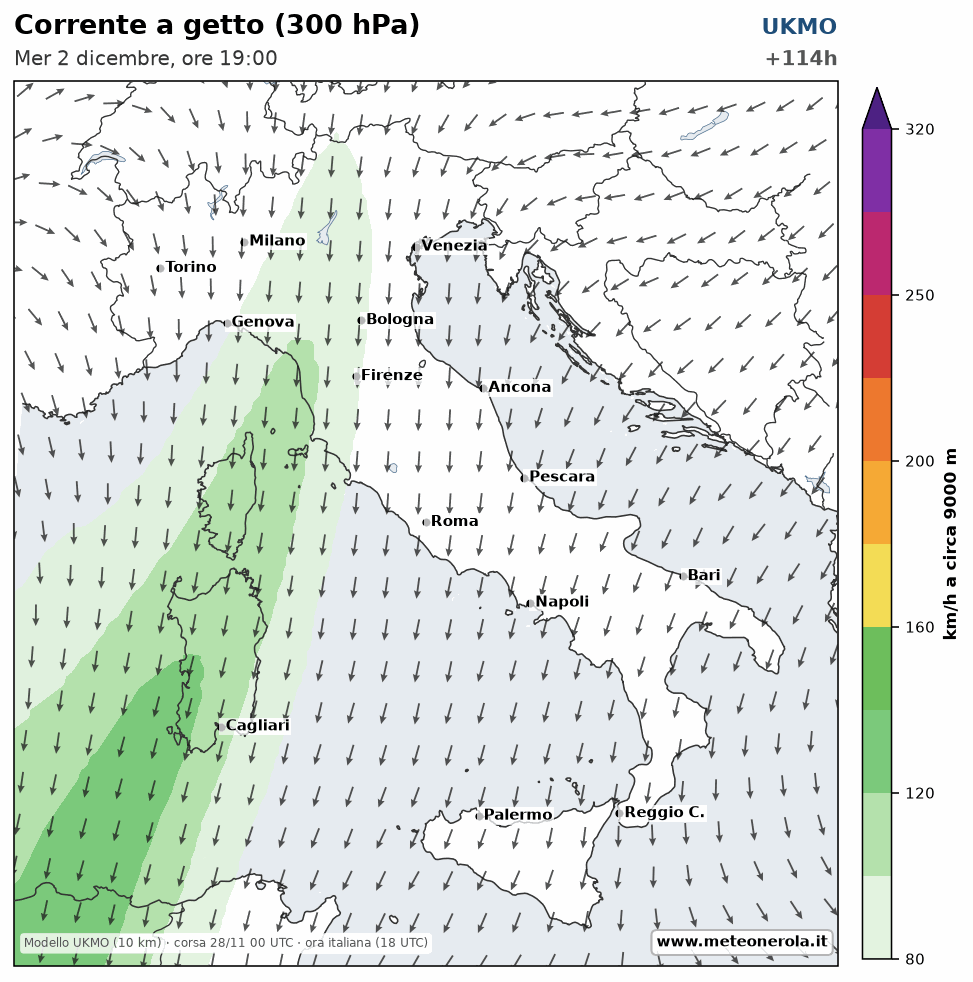 Corrente a getto (300 hPa)
UKMO
Mer 2 dicembre, ore 19:00
+114h
320
Milano
Venezia
Torino
250
Genova
Bologna
Firenze
Ancona
200
Pescara
Roma
km/h a circa 9000 m
Bari
Napoli
160
Cagliari
120
Palermo
Reggio C.
Modello UKMO (10 km) · corsa 28/11 00 UTC · ora italiana (18 UTC)
www.meteonerola.it
80